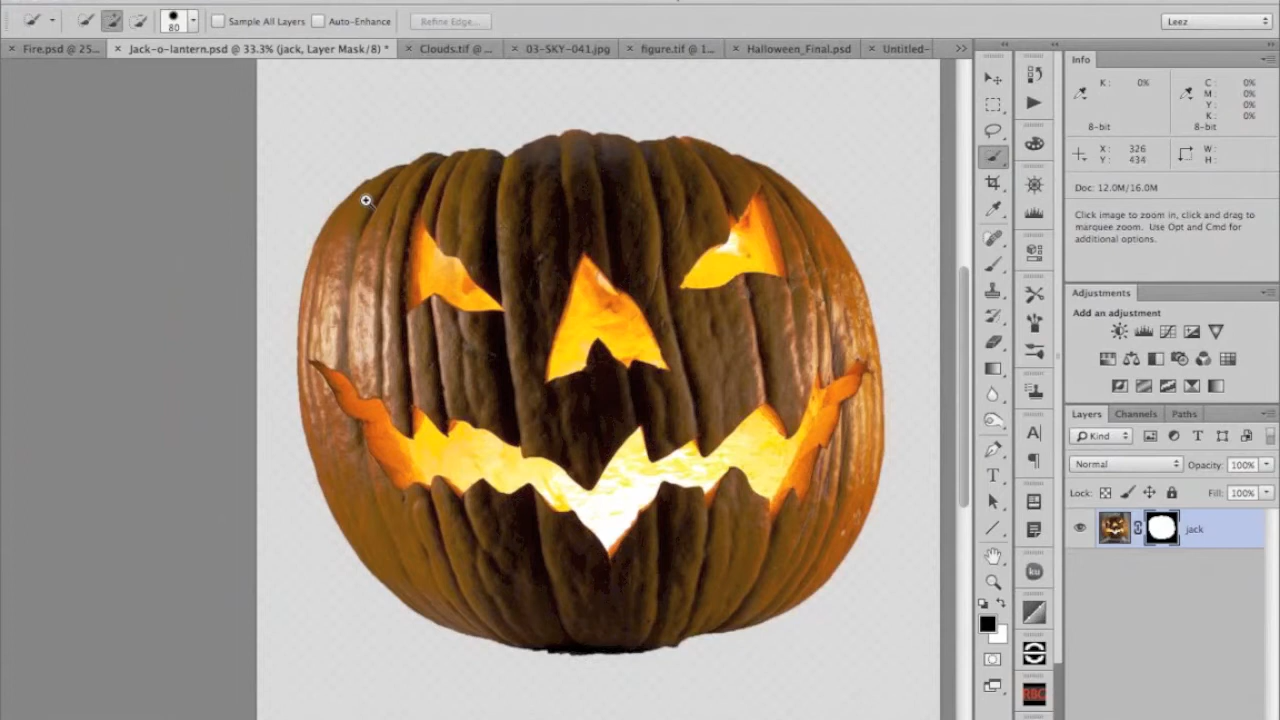 80
Sample All Layers
Auto-Enhance
Refine Edge...
Leez
× Fire.psd @ 25...
× Jack-o-lantern.psd @ 33.3% (jack, Layer Mask/8) *
× Clouds.tif @ ...
× 03-SKY-041.jpg
× figure.tif @ 1...
× Halloween_Final.psd
× Untitled-
>>
Info
K: 0%
C: 0%
M: 0%
Y: 0%
K: 0%
8-bit
8-bit
X: 326
Y: 434
W:
H:
Doc: 12.0M/16.0M
Click image to zoom in, click and drag to
marquee zoom. Use Opt and Cmd for
additional options.
Adjustments
Add an adjustment
Layers Channels Paths
Kind
Normal
Opacity: 100%
Lock:
Fill: 100%
jack
A
T
T
ku
RBG